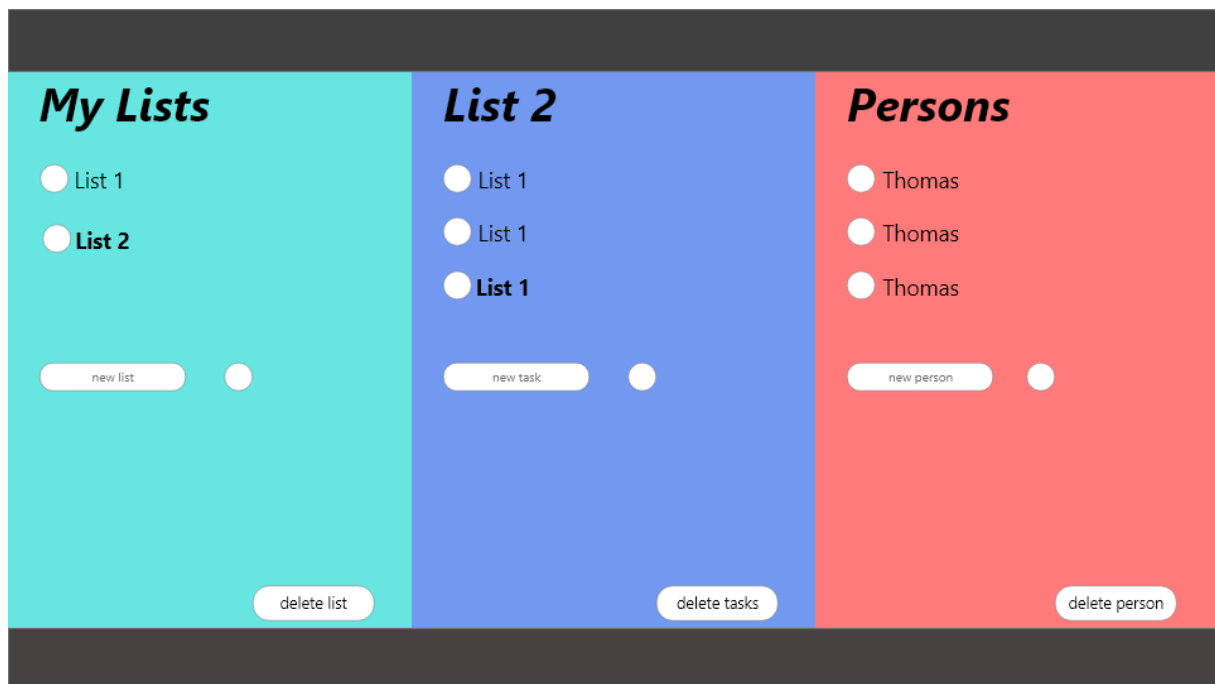 My Lists
List 1
List 2
new list
delete list
List 2
List 1
List 1
List 1
new task
delete tasks
Persons
Thomas
Thomas
Thomas
new person
delete person